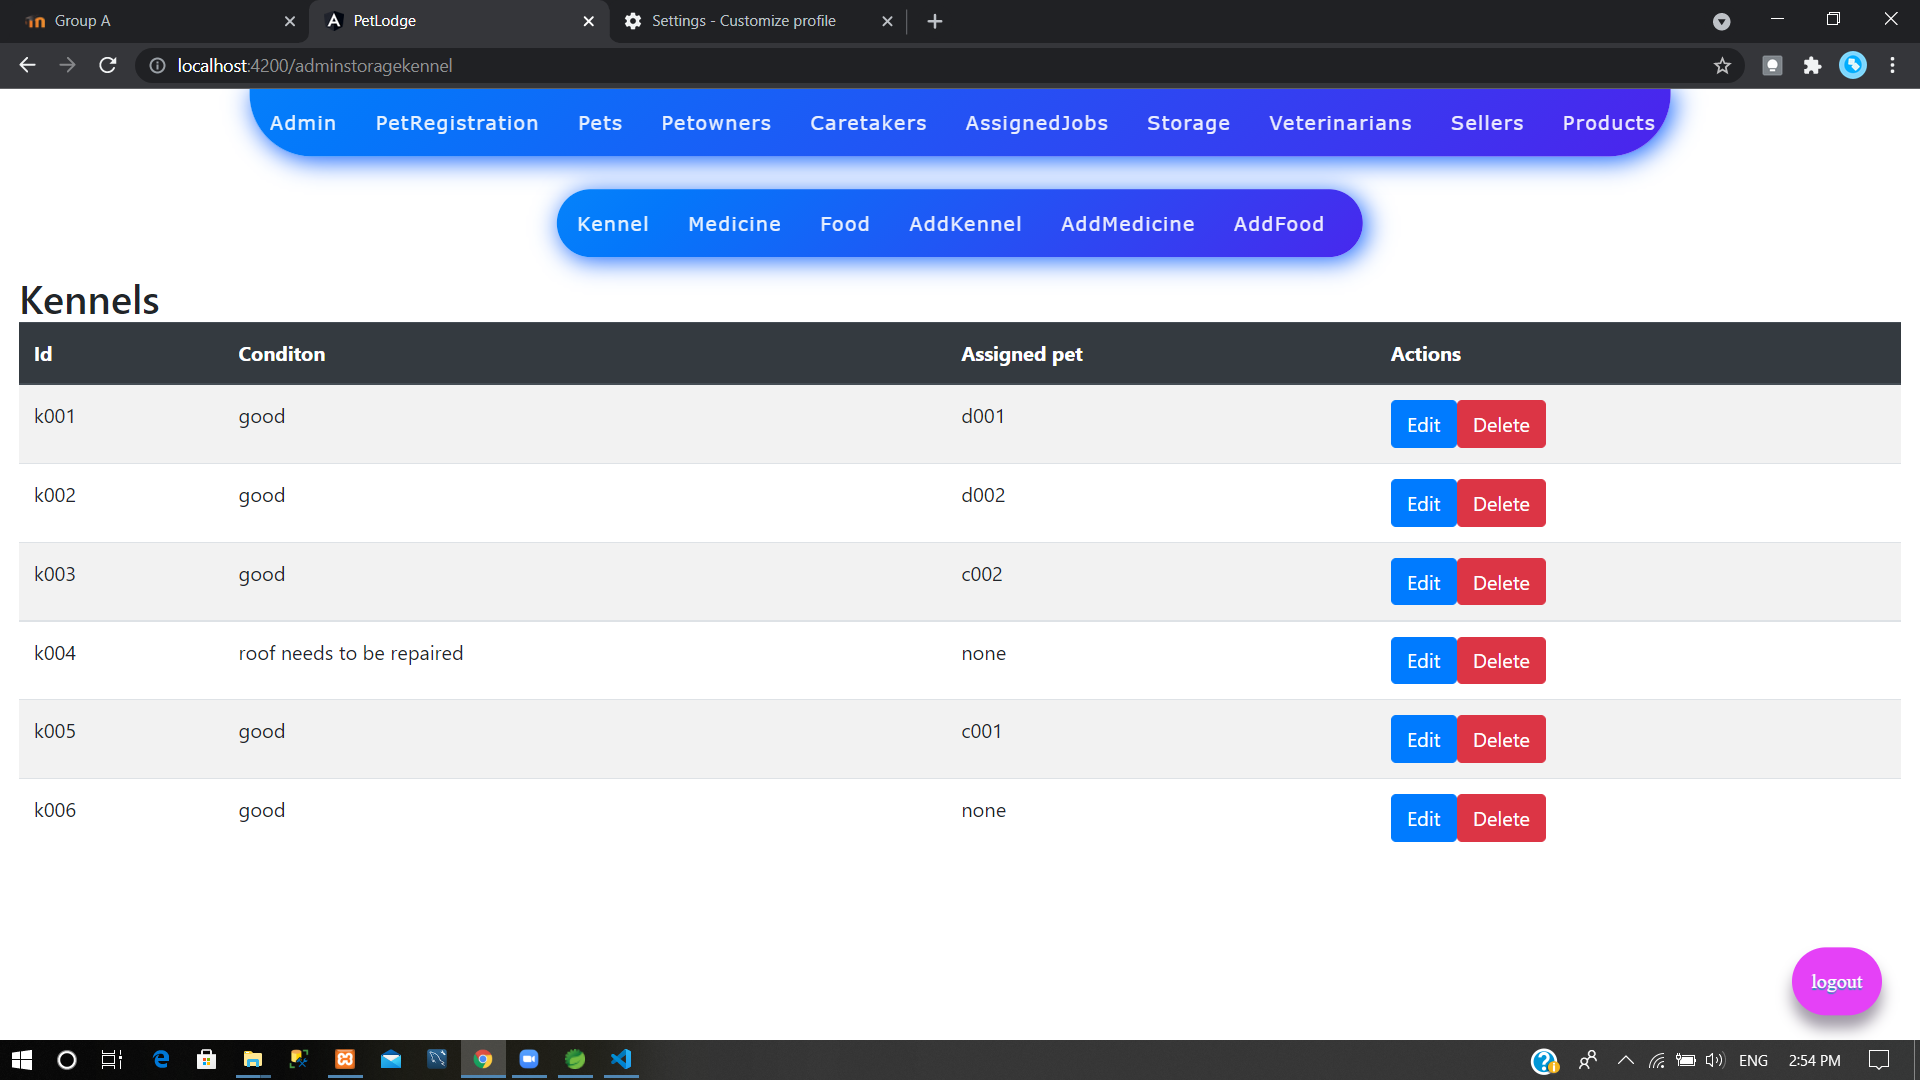 Group A
PetLodge
Settings - Customize profile
localhost:4200/adminstoragekennel
Admin PetRegistration Pets Petowners Caretakers AssignedJobs Storage Veterinarians Sellers Products
Kennel Medicine Food AddKennel AddMedicine AddFood
Kennels
Id Conditon Assigned pet Actions
k001 good d001 Edit Delete
k002 good d002 Edit Delete
k003 good c002 Edit Delete
k004 roof needs to be repaired none Edit Delete
k005 good c001 Edit Delete
k006 good none Edit Delete
logout
ENG 2:54 PM